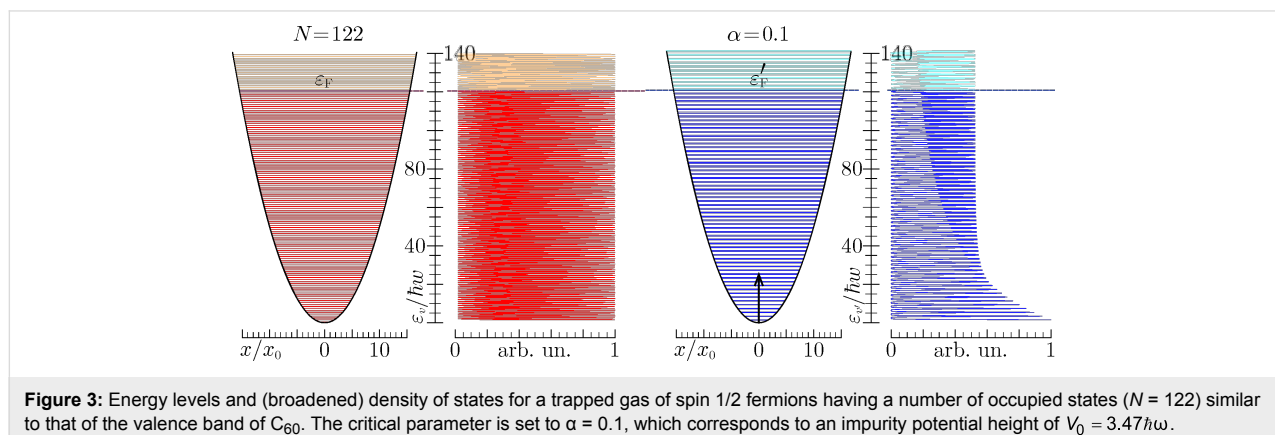 N=122
α=0.1
140
140
ε_F
ε′_F
80
80
40
40
ε_ν/ħw
ε_ν′/ħw
x/x₀ 0 10
0 arb. un. 1
x/x₀ 0 10
0 arb. un. 1
Figure 3: Energy levels and (broadened) density of states for a trapped gas of spin 1/2 fermions having a number of occupied states (N = 122) similar
to that of the valence band of C₆₀. The critical parameter is set to α = 0.1, which corresponds to an impurity potential height of V₀ = 3.47ħω.